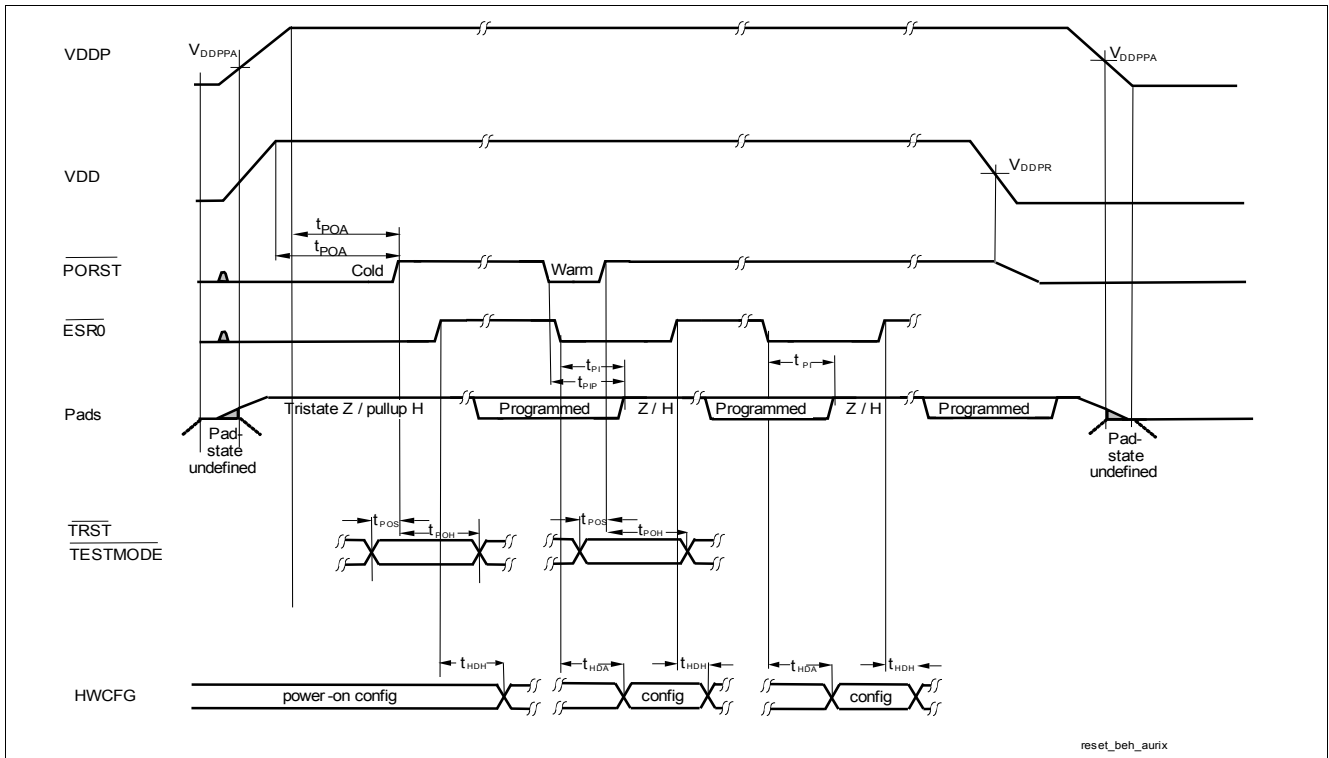 VDDP
VDDPPA
VDDPPA
VDD
VDDPR
tPOA
tPOA
PORST
Cold
Warm
ESR0
tPI
tPI
tPIP
Pads
Tristate Z / pullup H
Programmed
Z / H
Programmed
Z / H
Programmed
Pad-
state
undefined
Pad-
state
undefined
TRST
TESTMODE
tPOS
tPOH
tPOS
tPOH
tHDH
tHDA
tHDH
tHDA
tHDH
HWCFG
power-on config
config
config
reset_beh_aurix